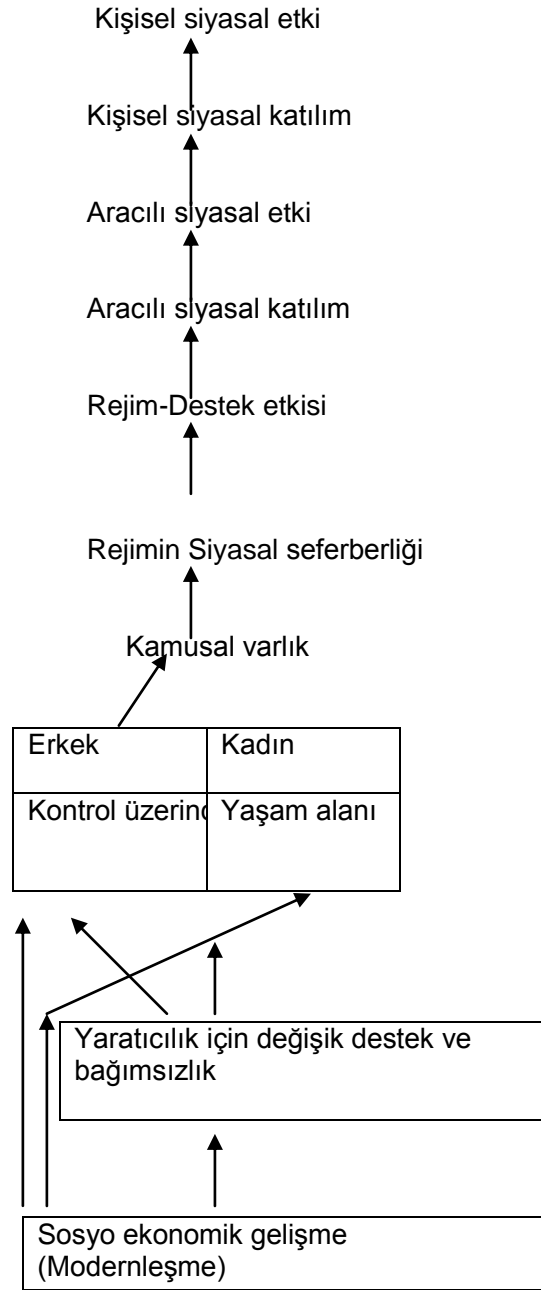 Kişisel siyasal etki
Kişisel siyasal katılım
Aracılı siyasal etki
Aracılı siyasal katılım
Rejim-Destek etkisi
Rejimin Siyasal seferberliği
Kamusal varlık
Erkek Kadın
Kontrol Yaşam alanı
Yaratıcılık için değişik destek ve
bağımsızlık
Sosyo ekonomik gelişme
(Modernleşme)